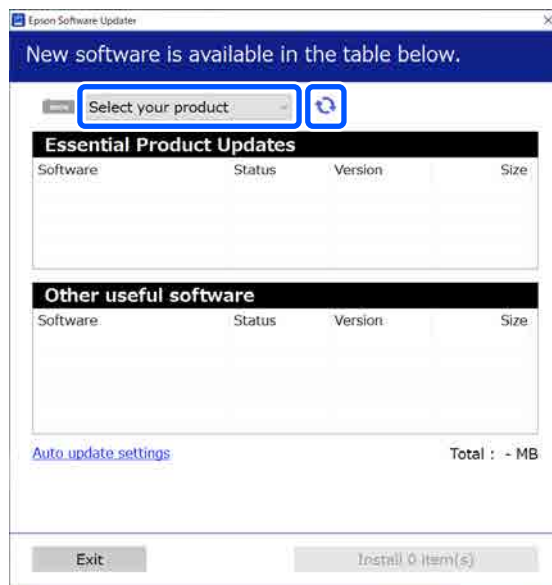 Epson Software Updater
New software is available in the table below.
Select your product
Essential Product Updates
Software Status Version Size
Other useful software
Software Status Version Size
Auto update settings Total : - MB
Exit Install 0 item(s)